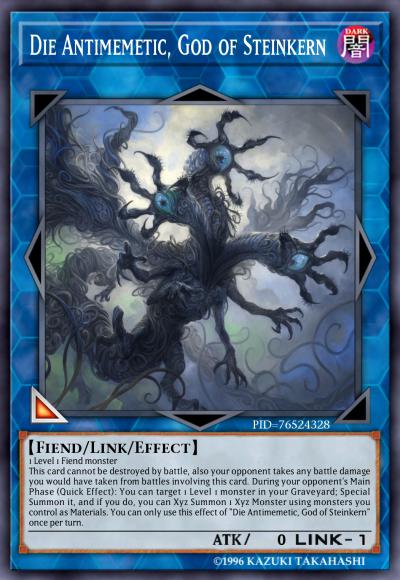 Die Antimemetic, God of Steinkern
DARK
闇
PID=76524328
[Fiend/Link/Effect]
1 Level 1 Fiend monster
This card cannot be destroyed by battle, also your opponent takes any battle damage
you would have taken from battles involving this card. During your opponent's Main
Phase (Quick Effect): You can target 1 Level 1 monster in your Graveyard; Special
Summon it, and if you do, you can Xyz Summon 1 Xyz Monster using monsters you
control as Materials. You can only use this effect of "Die Antimemetic, God of Steinkern"
once per turn.
ATK/ 0 LINK-1
©1996 KAZUKI TAKAHASHI